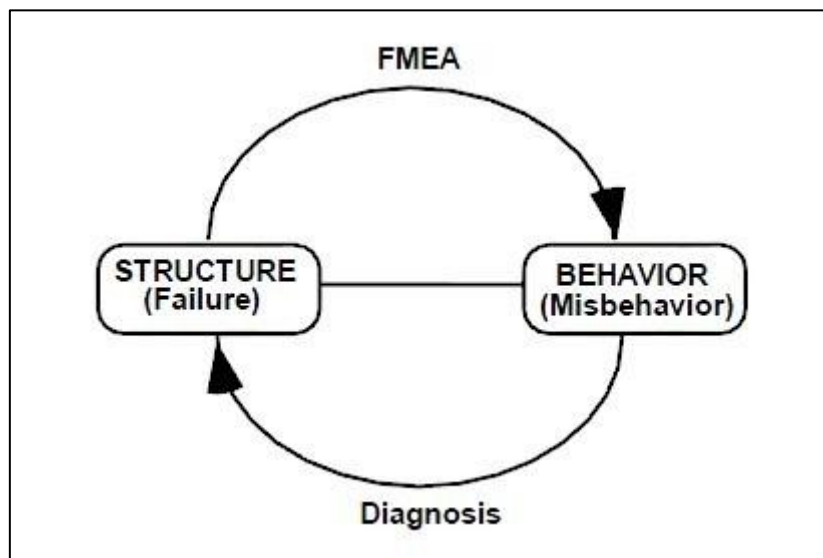 FMEA
STRUCTURE
(Failure)
BEHAVIOR
(Misbehavior)
Diagnosis